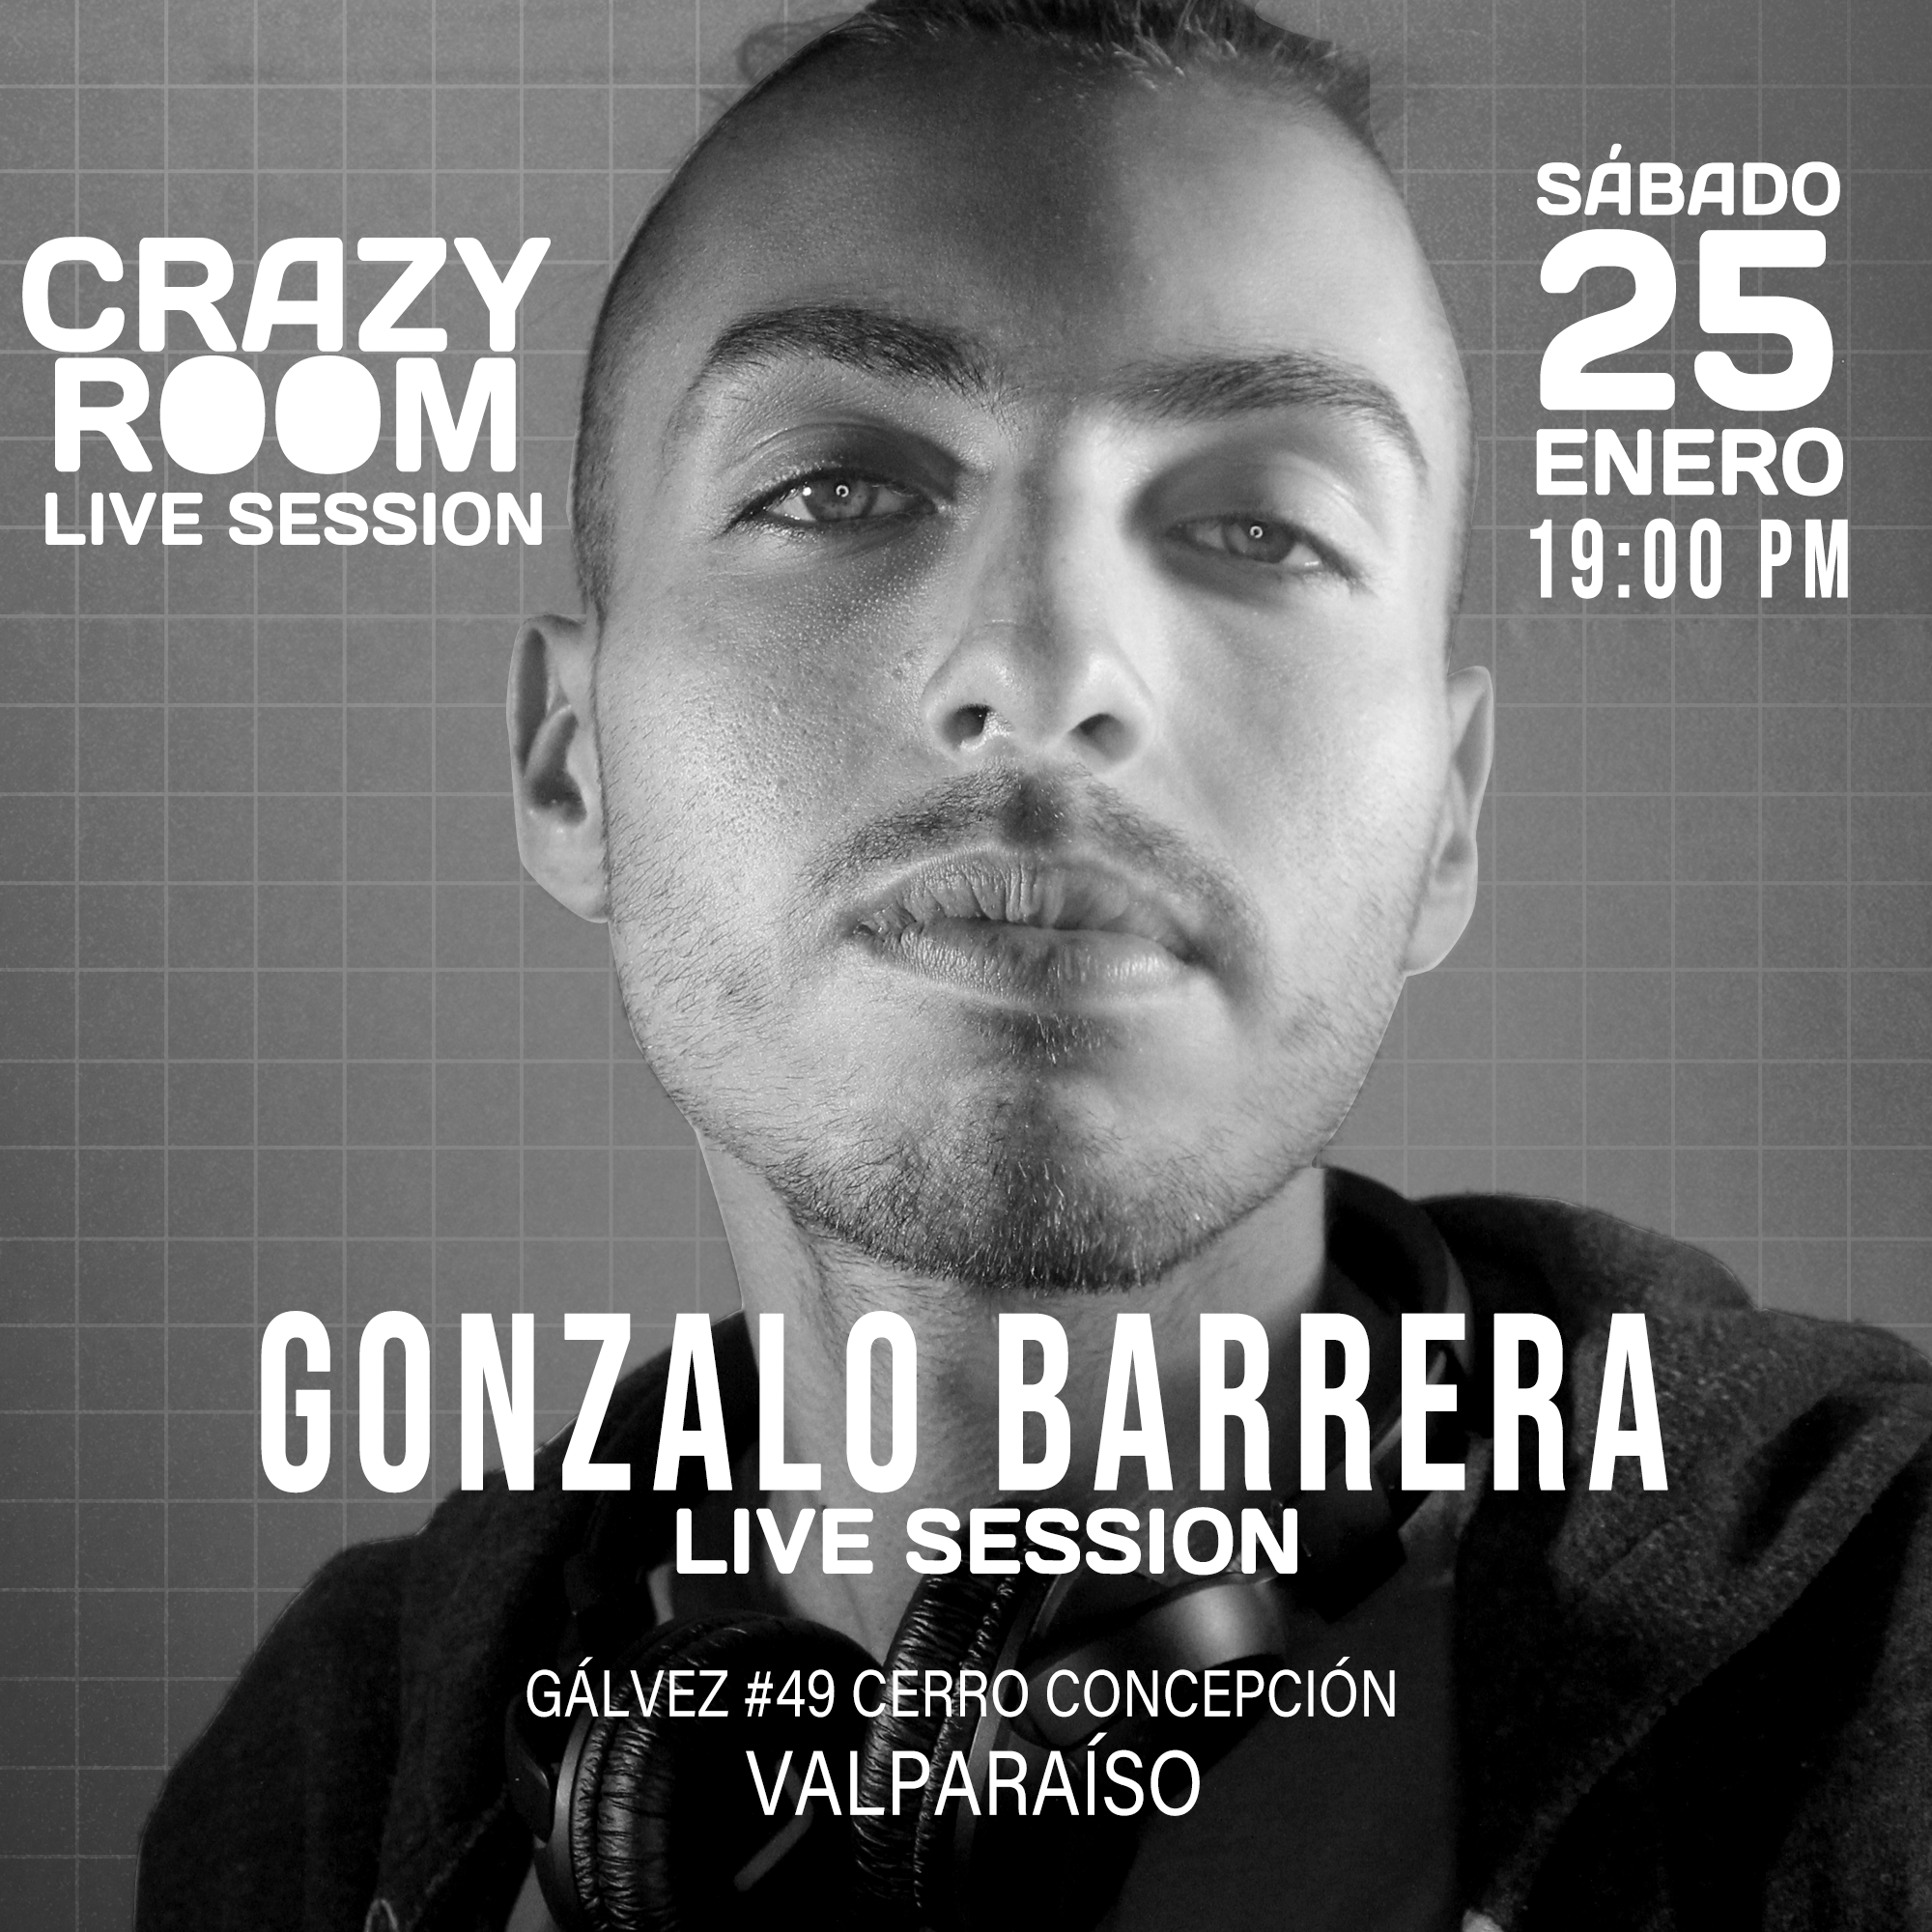 CRAZY
ROOM
LIVE SESSION
SÁBADO
25
ENERO
19:00 PM
GONZALO BARRERA
LIVE SESSION
GÁLVEZ #49 CERRO CONCEPCIÓN
VALPARAÍSO